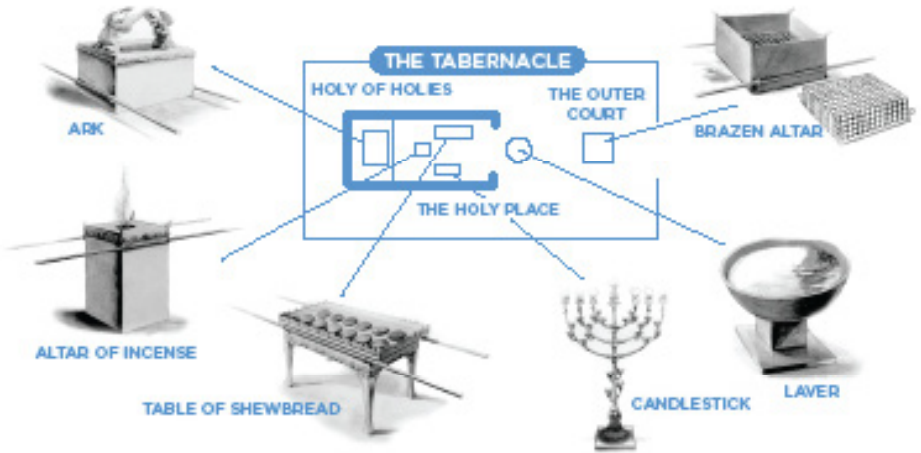 THE TABERNACLE
HOLY OF HOLIES
THE OUTER
COURT
ARK
BRAZEN ALTAR
THE HOLY PLACE
ALTAR OF INCENSE
TABLE OF SHEWBREAD
CANDLESTICK
LAVER